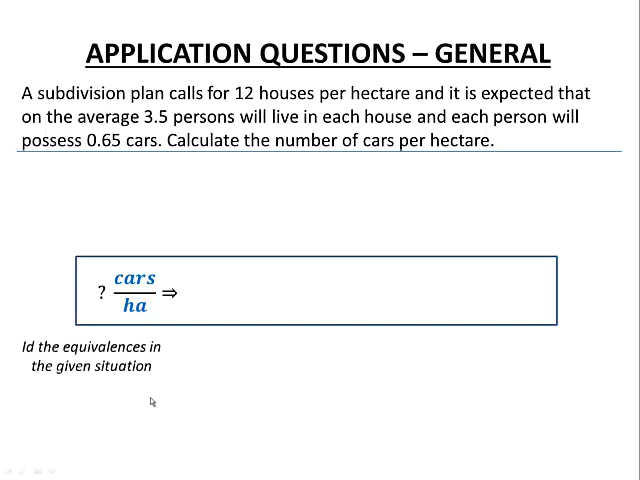 APPLICATION QUESTIONS – GENERAL
A subdivision plan calls for 12 houses per hectare and it is expected that
on the average 3.5 persons will live in each house and each person will
possess 0.65 cars. Calculate the number of cars per hectare.
? cars/ha ⇒
Id the equivalences in
the given situation